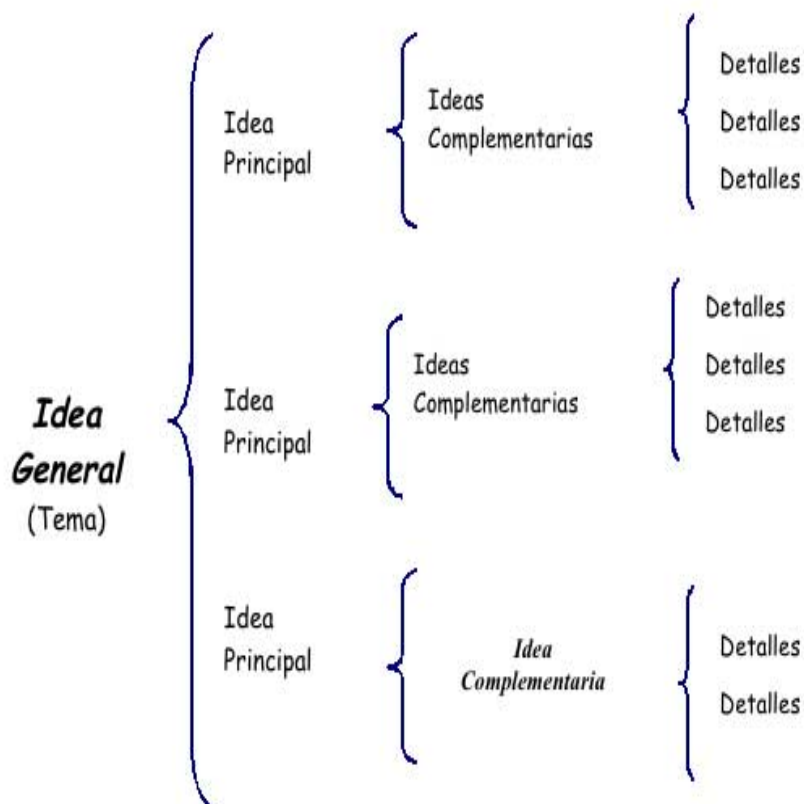 Idea
General
(Tema)
Idea
Principal
Ideas
Complementarias
Detalles
Detalles
Detalles
Idea
Principal
Ideas
Complementarias
Detalles
Detalles
Detalles
Idea
Principal
Idea
Complementaria
Detalles
Detalles